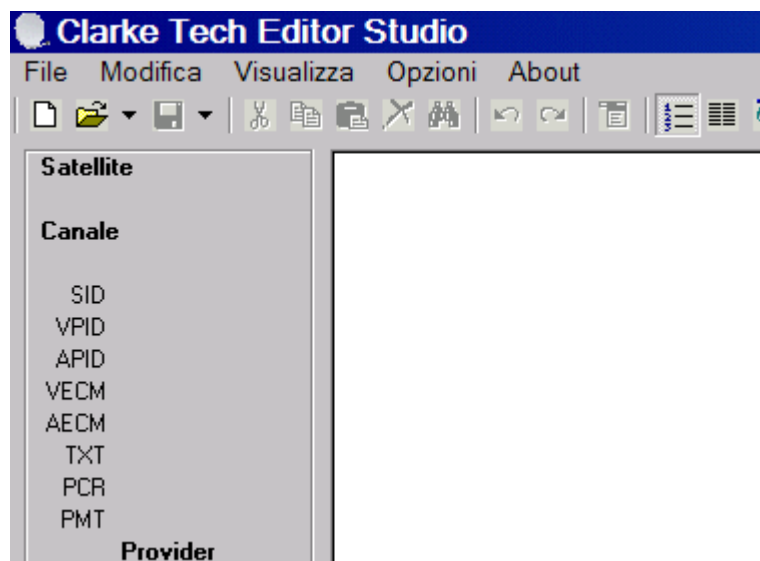 Clarke Tech Editor Studio
File Modifica Visualizza Opzioni About
Satellite
Canale
SID
VPID
APID
VECM
AECM
TXT
PCR
PMT
Provider